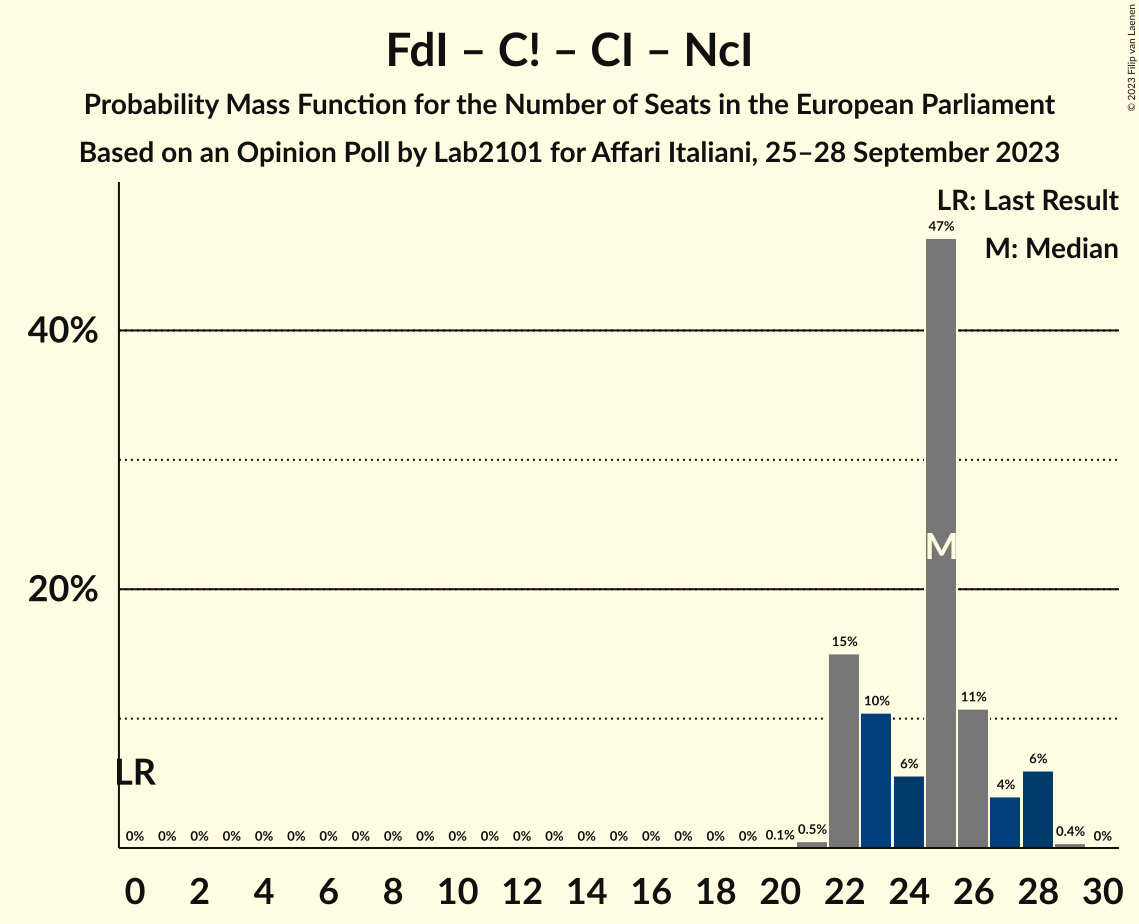 FdI – C! – CI – NcI
Probability Mass Function for the Number of Seats in the European Parliament
Based on an Opinion Poll by Lab2101 for Affari Italiani, 25–28 September 2023
© 2023 Filip van Laenen
LR: Last Result
M: Median
47%
40%
M
20%
15%
10%
6%
11%
4%
6%
LR
0% 0% 0% 0% 0% 0% 0% 0% 0% 0% 0% 0% 0% 0% 0% 0% 0% 0% 0% 0% 0.1% 0.5% 0.4% 0%
0 2 4 6 8 10 12 14 16 18 20 22 24 26 28 30